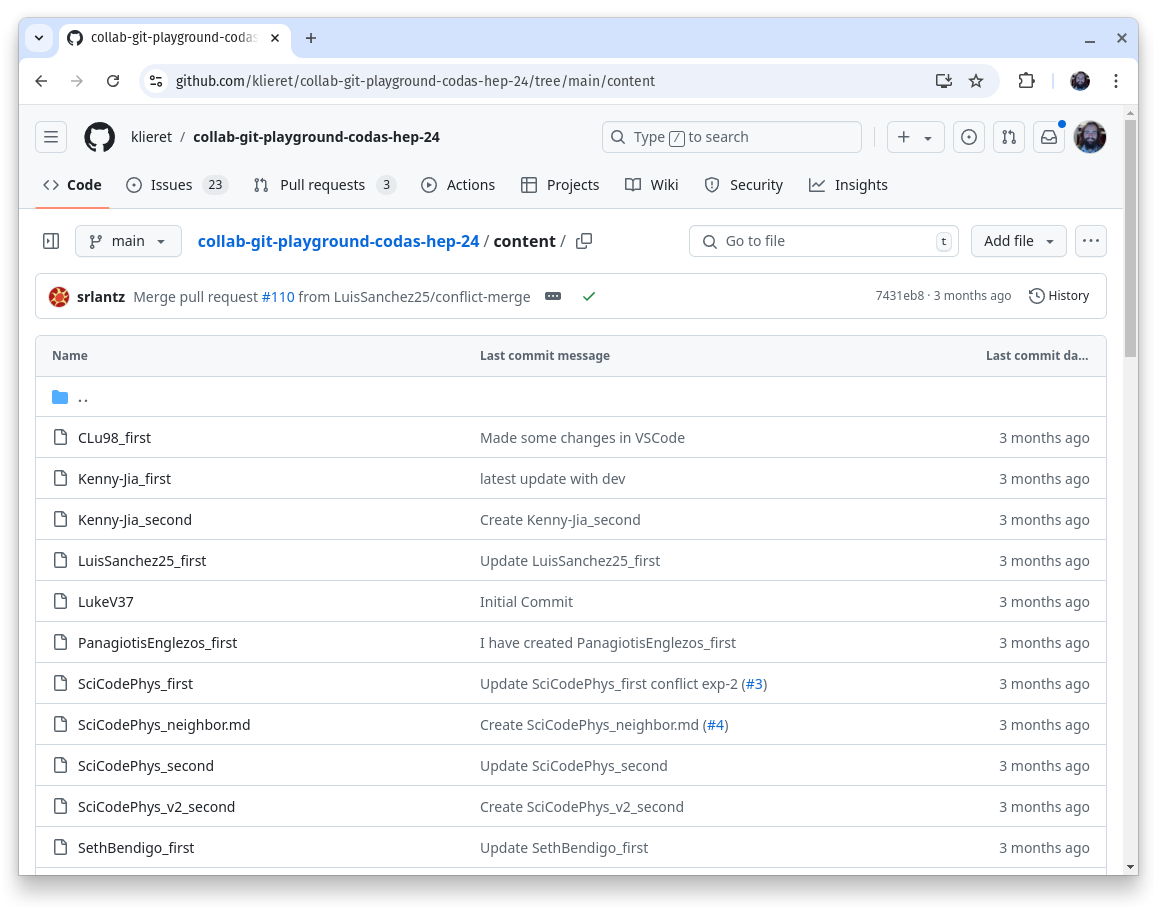 collab-git-playground-codas
github.com/klieret/collab-git-playground-codas-hep-24/tree/main/content
klieret / collab-git-playground-codas-hep-24
Type / to search
Code
Issues 23
Pull requests 3
Actions
Projects
Wiki
Security
Insights
main
collab-git-playground-codas-hep-24 / content /
Go to file t
Add file
srlantz Merge pull request #110 from LuisSanchez25/conflict-merge
7431eb8 · 3 months ago
History
Name Last commit message Last commit da...
..
CLu98_first Made some changes in VSCode 3 months ago
Kenny-Jia_first latest update with dev 3 months ago
Kenny-Jia_second Create Kenny-Jia_second 3 months ago
LuisSanchez25_first Update LuisSanchez25_first 3 months ago
LukeV37 Initial Commit 3 months ago
PanagiotisEnglezos_first I have created PanagiotisEnglezos_first 3 months ago
SciCodePhys_first Update SciCodePhys_first conflict exp-2 (#3) 3 months ago
SciCodePhys_neighbor.md Create SciCodePhys_neighbor.md (#4) 3 months ago
SciCodePhys_second Update SciCodePhys_second 3 months ago
SciCodePhys_v2_second Create SciCodePhys_v2_second 3 months ago
SethBendigo_first Update SethBendigo_first 3 months ago